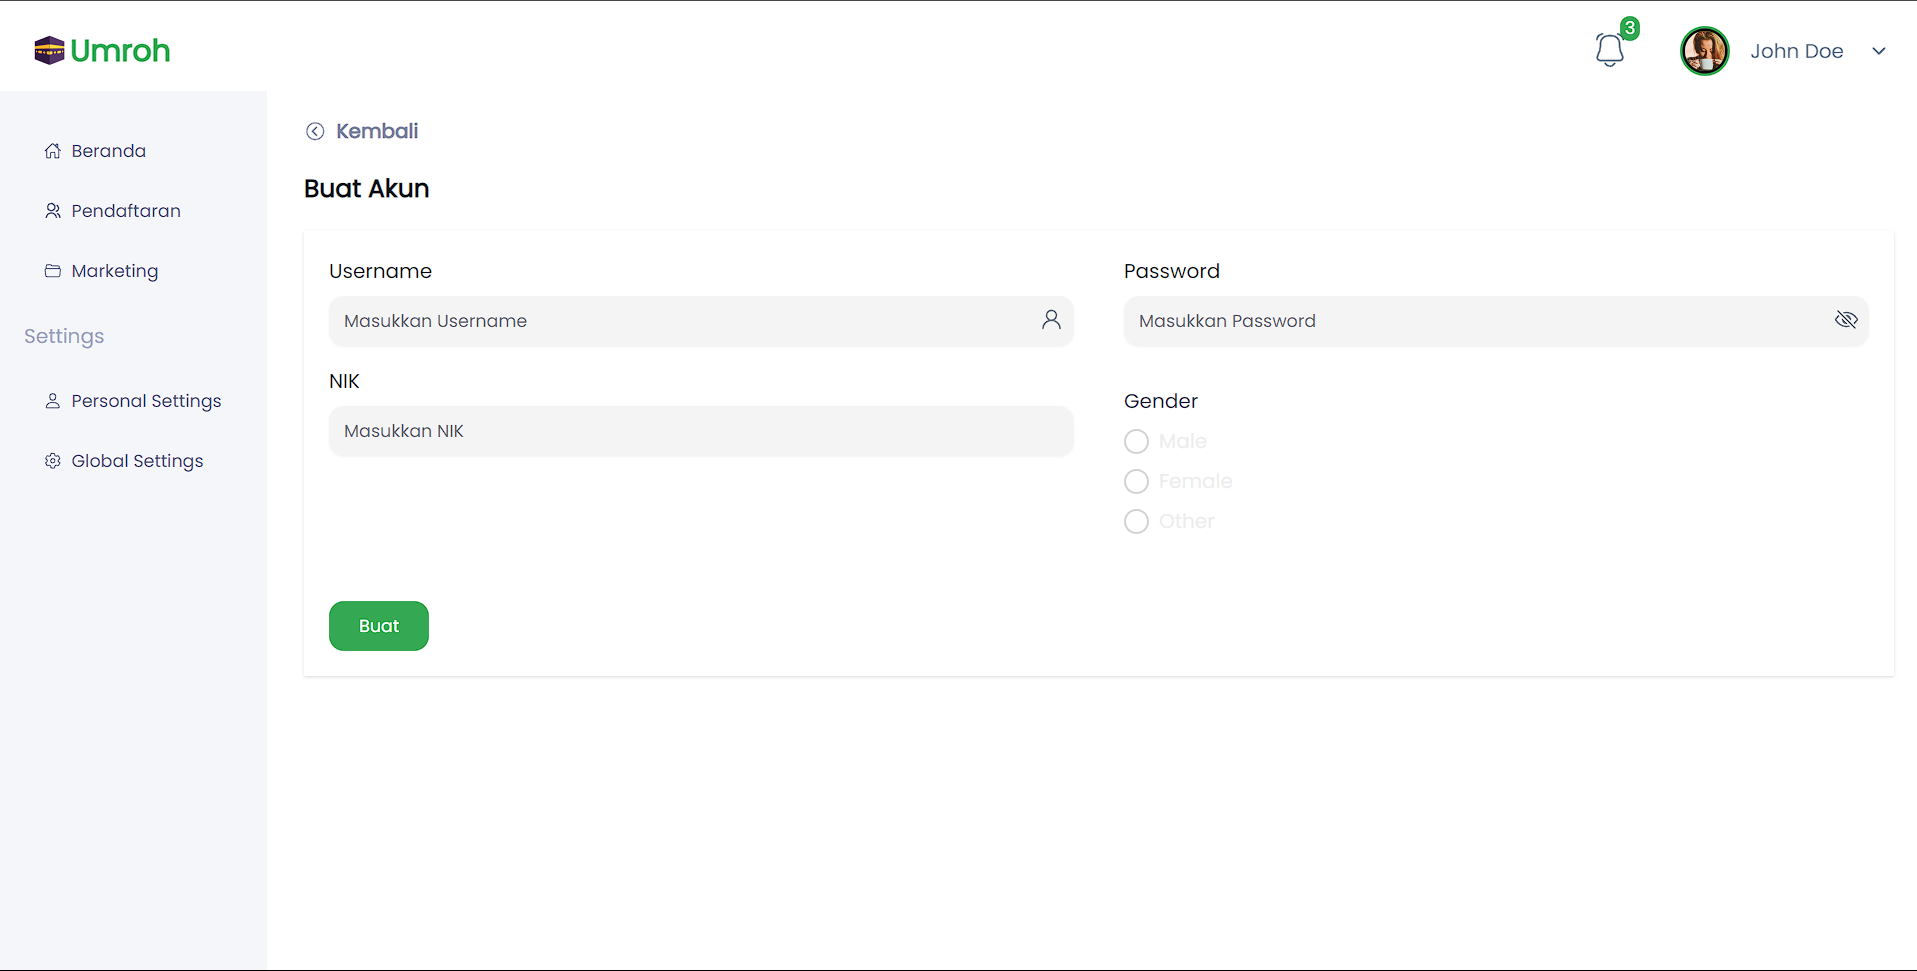 Umroh
3
John Doe
Beranda
Pendaftaran
Marketing
Settings
Personal Settings
Global Settings
Kembali
Buat Akun
Username
Masukkan Username
Password
Masukkan Password
NIK
Masukkan NIK
Gender
Male
Female
Other
Buat